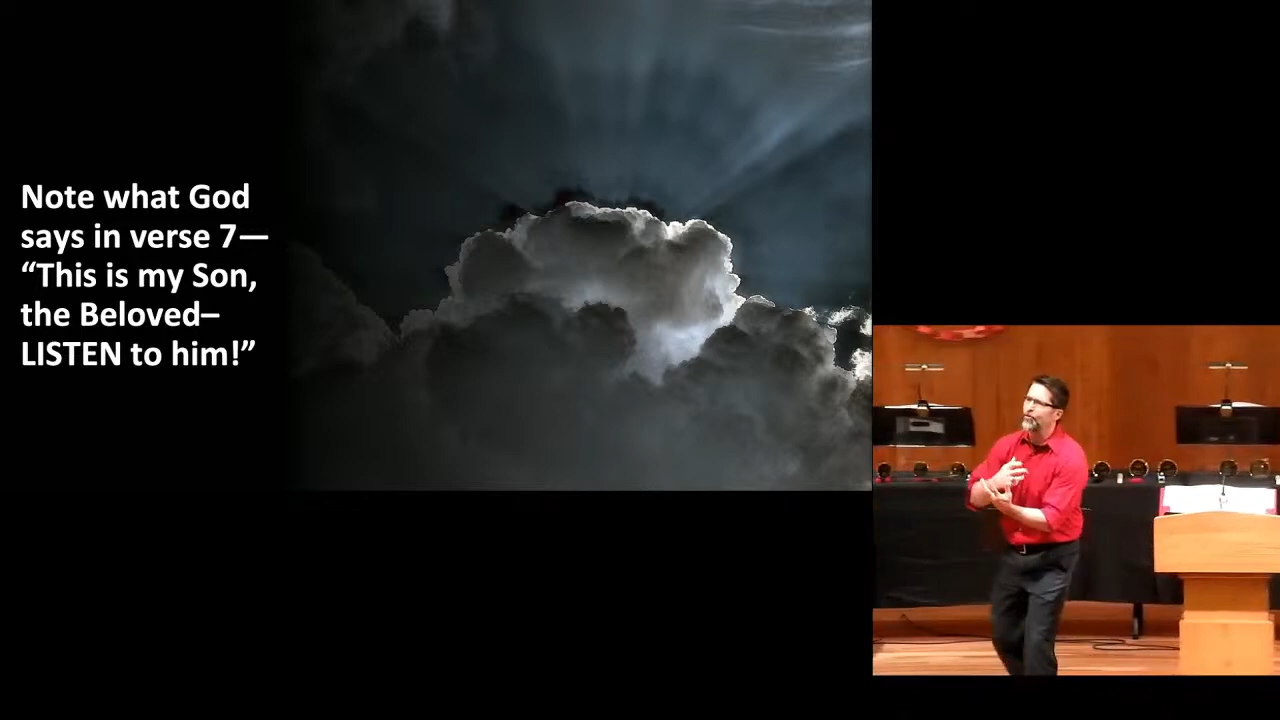 Note what God
says in verse 7—
“This is my Son,
the Beloved–
LISTEN to him!”